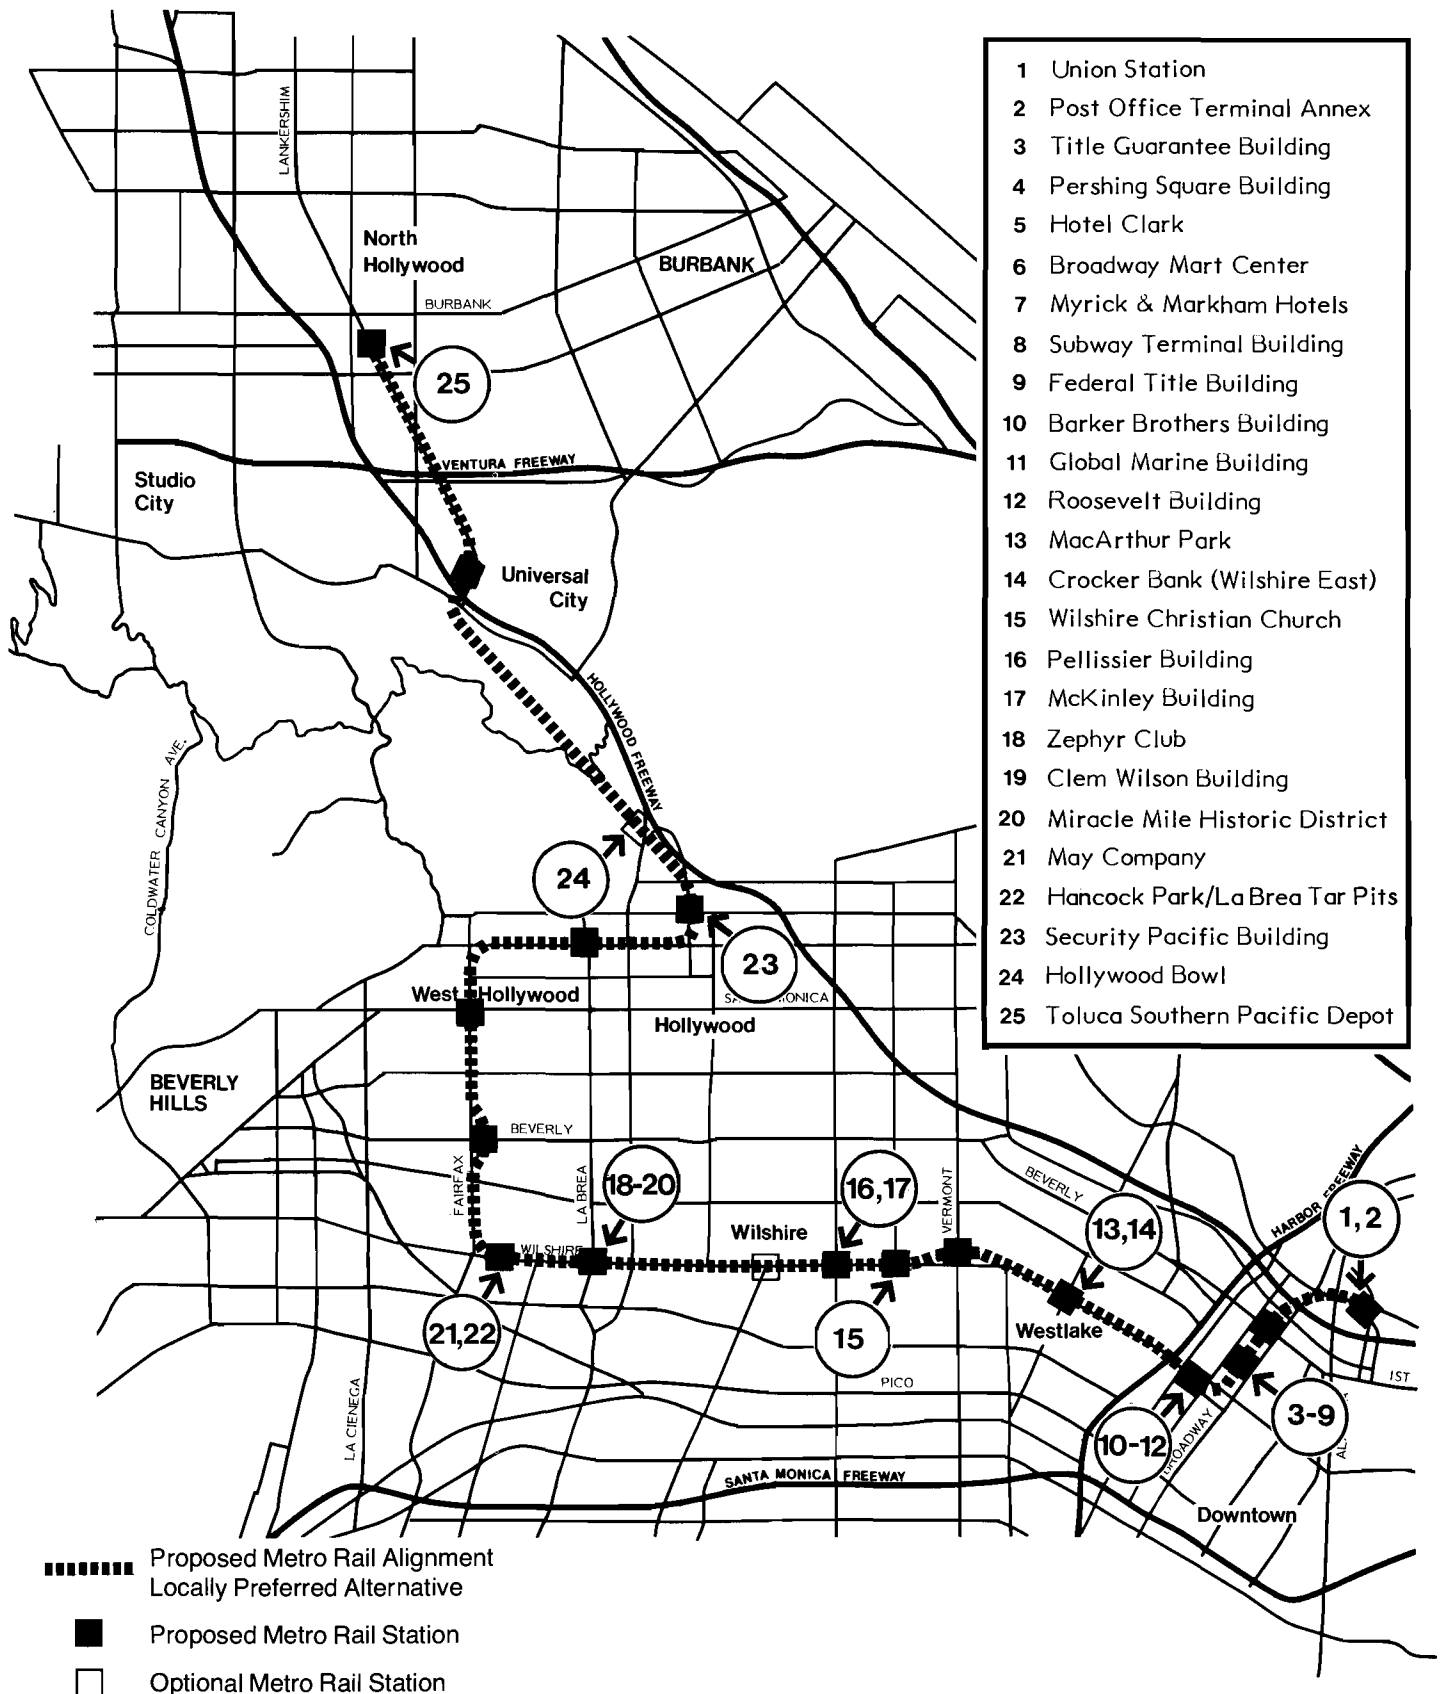 1 Union Station
2 Post Office Terminal Annex
3 Title Guarantee Building
4 Pershing Square Building
5 Hotel Clark
6 Broadway Mart Center
7 Myrick & Markham Hotels
8 Subway Terminal Building
9 Federal Title Building
10 Barker Brothers Building
11 Global Marine Building
12 Roosevelt Building
13 MacArthur Park
14 Crocker Bank (Wilshire East)
15 Wilshire Christian Church
16 Pellissier Building
17 McKinley Building
18 Zephyr Club
19 Clem Wilson Building
20 Miracle Mile Historic District
21 May Company
22 Hancock Park/La Brea Tar Pits
23 Security Pacific Building
24 Hollywood Bowl
25 Toluca Southern Pacific Depot
LANKERSHIM
North
Hollywood
BURBANK
BURBANK
25
VENTURA FREEWAY
Studio
City
Universal
City
HOLLYWOOD FREEWAY
COLDWATER CANYON AVE.
24
23
West Hollywood
Hollywood
BEVERLY
HILLS
BEVERLY
FAIRFAX
LA BREA
18-20
16,17
VERMONT
BEVERLY
13,14
HARBOR FREEWAY
1, 2
WILSHIRE
Wilshire
21,22
15
Westlake
PICO
1ST
LA CIENEGA
10-12
BROADWAY
3-9
SANTA MONICA FREEWAY
Downtown
Proposed Metro Rail Alignment
Locally Preferred Alternative
Proposed Metro Rail Station
Optional Metro Rail Station